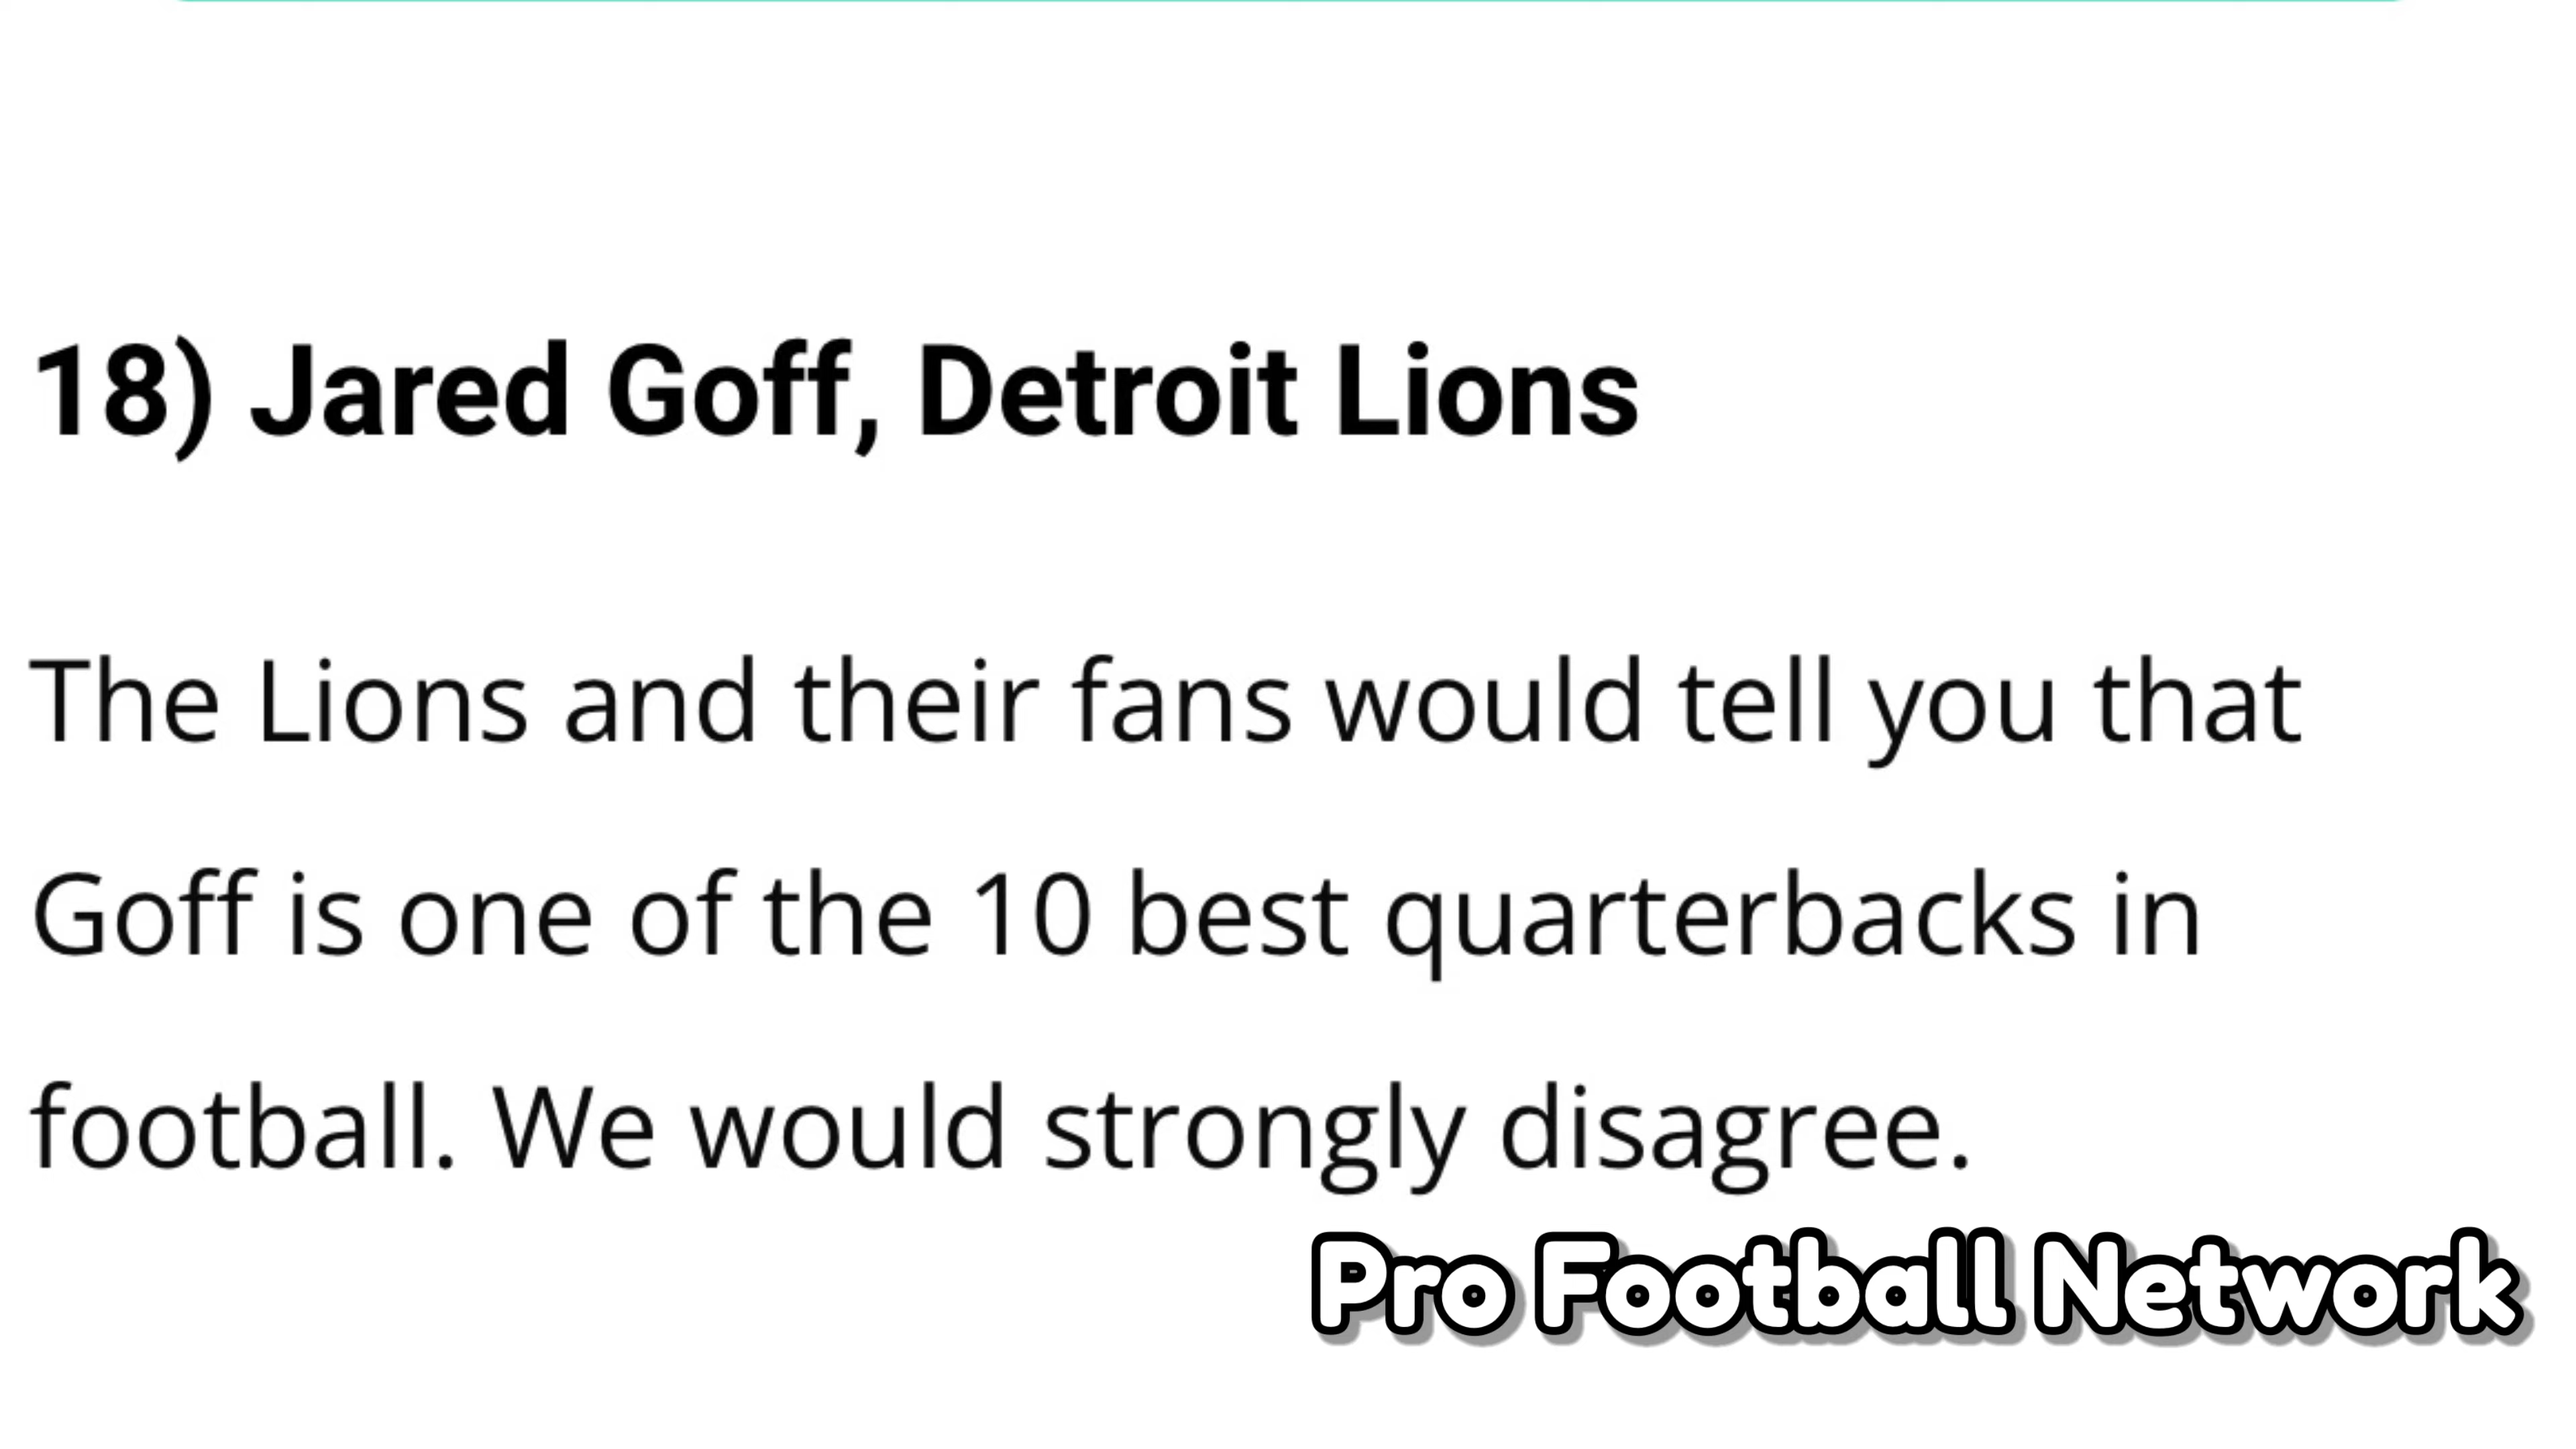 18) Jared Goff, Detroit Lions
The Lions and their fans would tell you that
Goff is one of the 10 best quarterbacks in
football. We would strongly disagree.
Pro Football Network